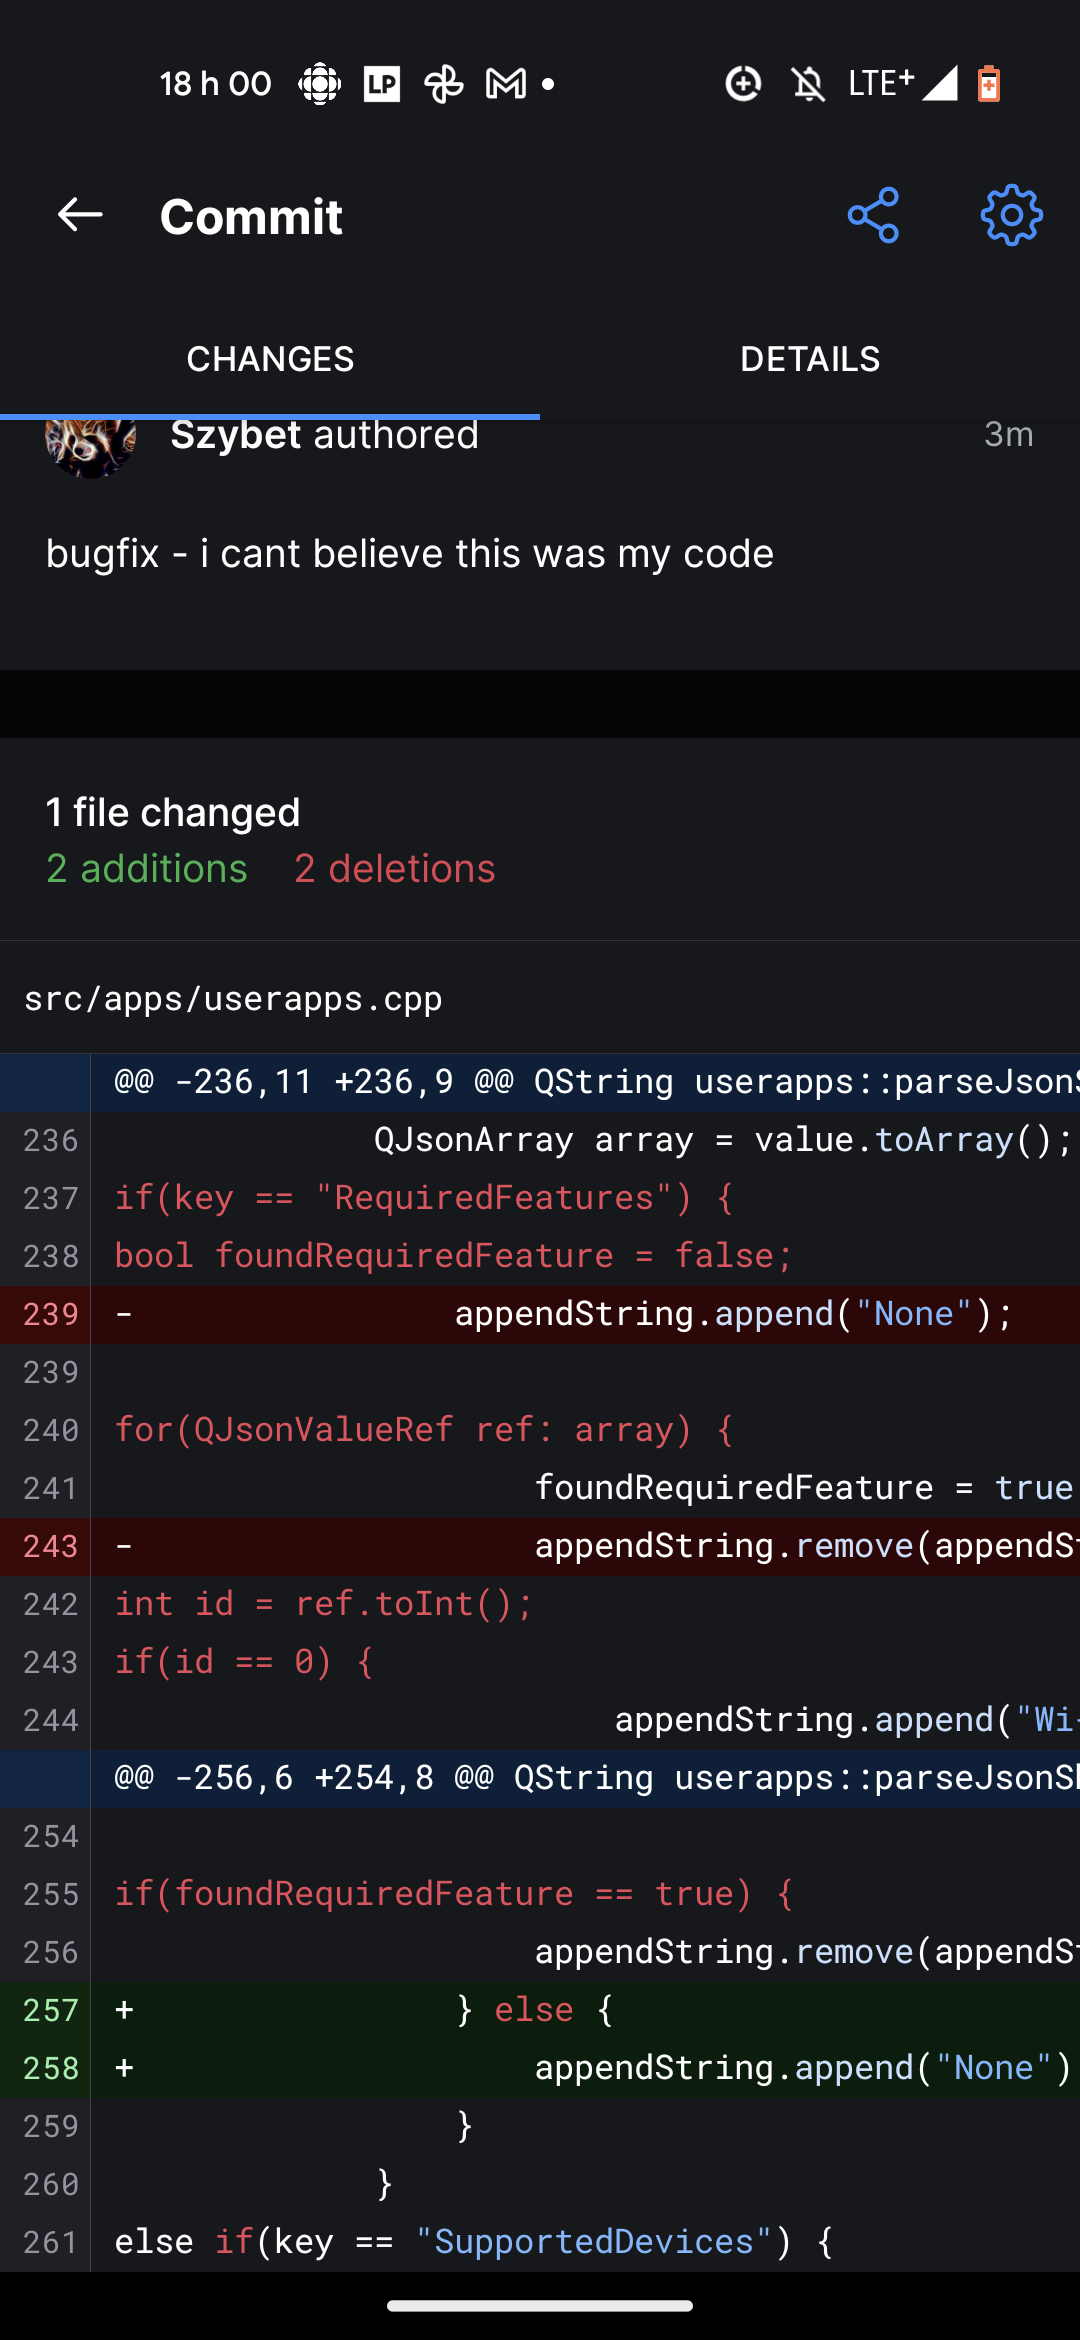 18 h 00 LP LTE+
Commit
CHANGES DETAILS
Szybet authored 3m
bugfix - i cant believe this was my code
1 file changed
2 additions 2 deletions
src/apps/userapps.cpp
@@ -236,11 +236,9 @@ QString userapps::parseJson
236 QJsonArray array = value.toArray();
237 if(key == "RequiredFeatures") {
238 bool foundRequiredFeature = false;
239 - appendString.append("None");
239
240 for(QJsonValueRef ref: array) {
241 foundRequiredFeature = true
243 - appendString.remove(appendS
242 int id = ref.toInt();
243 if(id == 0) {
244 appendString.append("Wi-
@@ -256,6 +254,8 @@ QString userapps::parseJsonS
254
255 if(foundRequiredFeature == true) {
256 appendString.remove(appendS
257 + } else {
258 + appendString.append("None")
259 }
260 }
261 else if(key == "SupportedDevices") {